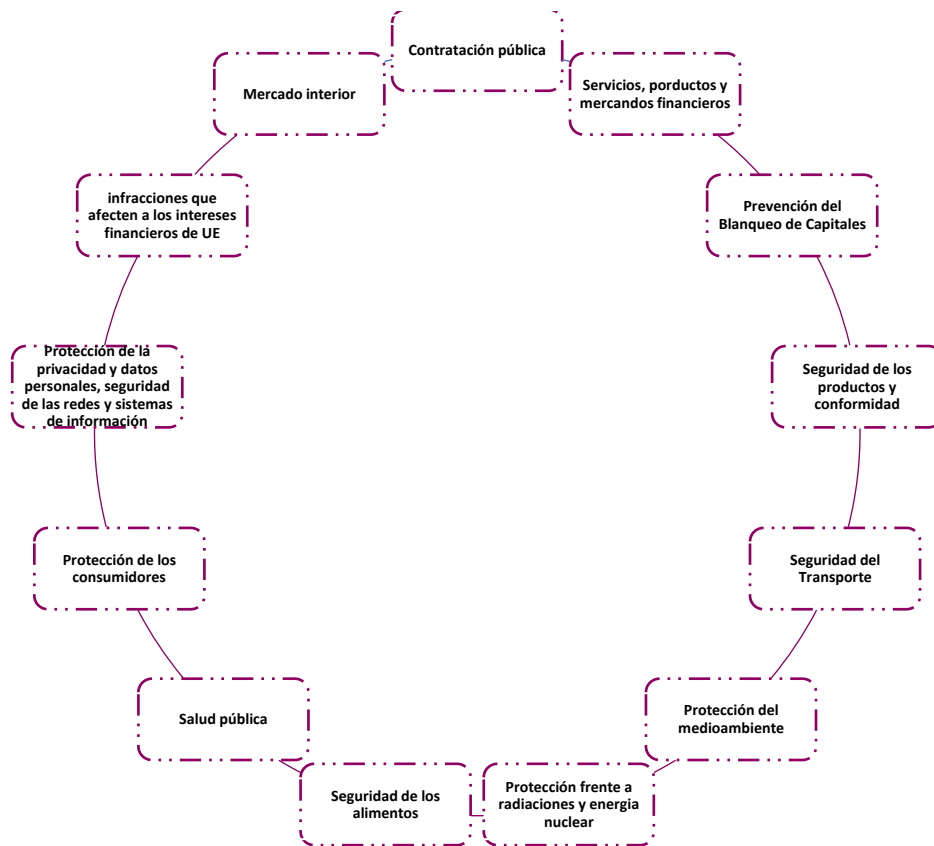 Contratación pública
Servicios, porductos y
mercandos financieros
Prevención del
Blanqueo de Capitales
Seguridad de los
productos y
conformidad
Seguridad del
Transporte
Protección del
medioambiente
Protección frente a
radiaciones y energia
nuclear
Seguridad de los
alimentos
Salud pública
Protección de los
consumidores
Protección de la
privacidad y datos
personales, seguridad
de las redes y sistemas
de información
infracciones que
afecten a los intereses
financieros de UE
Mercado interior